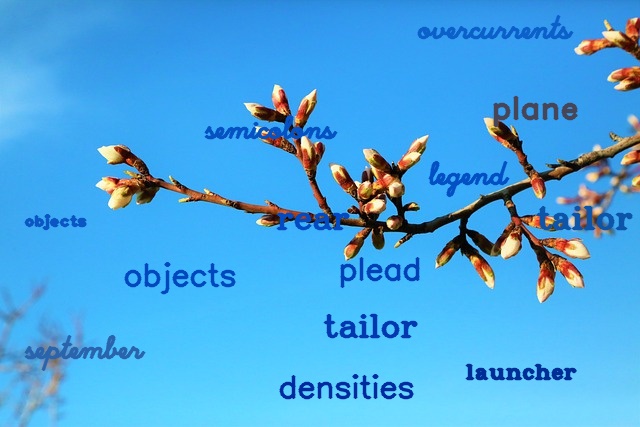 overcurrents
plane
semicolons
legend
objects
rear
tailor
objects
plead
tailor
september
launcher
densities